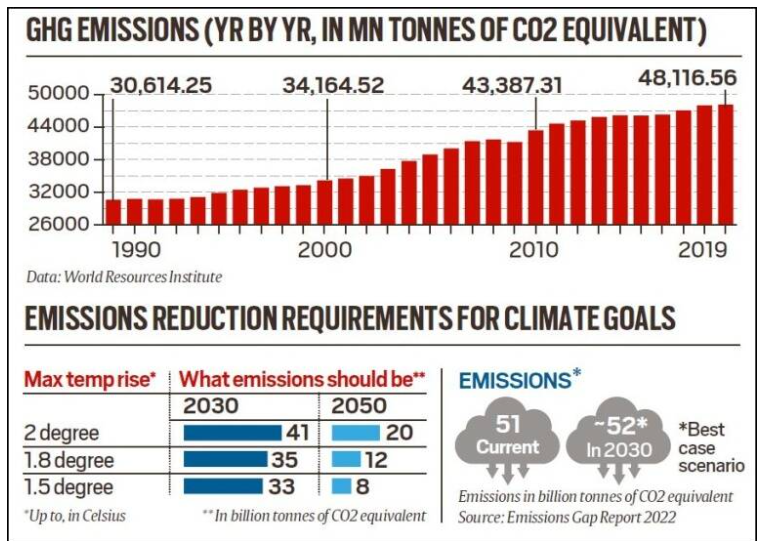 GHG EMISSIONS (YR BY YR, IN MN TONNES OF CO2 EQUIVALENT)
30,614.25 34,164.52 43,387.31 48,116.56
50000
44000
38000
32000
26000
1990 2000 2010 2019
Data: World Resources Institute
EMISSIONS REDUCTION REQUIREMENTS FOR CLIMATE GOALS
Max temp rise* What emissions should be**
2030 2050
2 degree 41 20
1.8 degree 35 12
1.5 degree 33 8
*Up to, in Celsius **In billion tonnes of CO2 equivalent
EMISSIONS*
51
Current
~52*
In 2030
*Best
case
scenario
Emissions in billion tonnes of CO2 equivalent
Source: Emissions Gap Report 2022